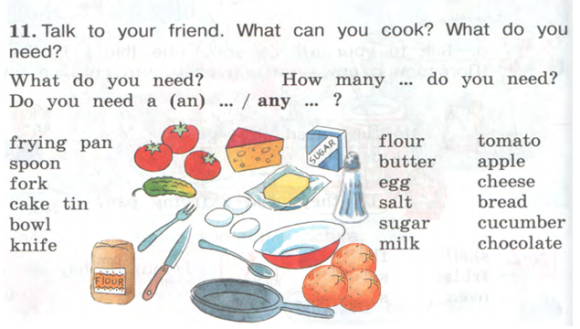 11. Talk to your friend. What can you cook? What do you
need?
What do you need? How many ... do you need?
Do you need a (an) ... / any ... ?
frying pan
spoon
fork
cake tin
bowl
knife
SUGAR
FLOUR
flour
butter
egg
salt
sugar
milk
tomato
apple
cheese
bread
cucumber
chocolate